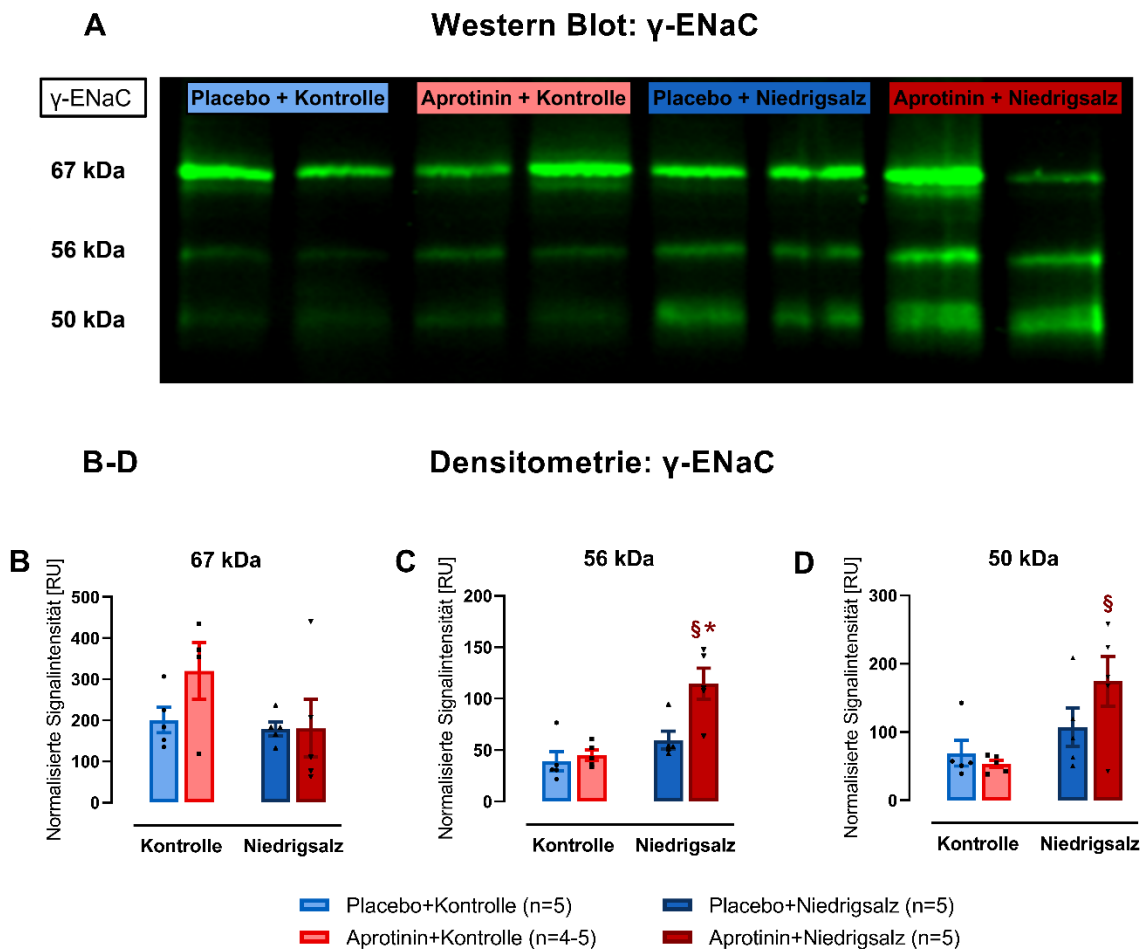 A
Western Blot: γ-ENaC
γ-ENaC
Placebo + Kontrolle
Aprotinin + Kontrolle
Placebo + Niedrigsalz
Aprotinin + Niedrigsalz
67 kDa
56 kDa
50 kDa
B-D
Densitometrie: γ-ENaC
B
67 kDa
Normalisierte Signalintensität [RU]
500
400
300
200
100
0
Kontrolle
Niedrigsalz
C
56 kDa
Normalisierte Signalintensität [RU]
200
150
100
50
0
§ *
Kontrolle
Niedrigsalz
D
50 kDa
Normalisierte Signalintensität [RU]
300
200
100
0
§
Kontrolle
Niedrigsalz
Placebo+Kontrolle (n=5)
Placebo+Niedrigsalz (n=5)
Aprotinin+Kontrolle (n=4-5)
Aprotinin+Niedrigsalz (n=5)